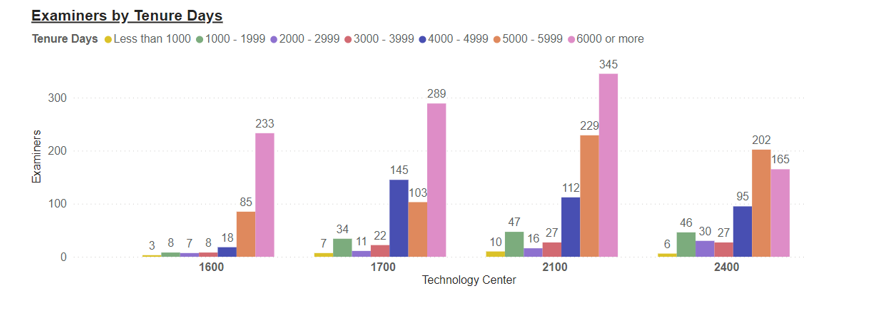 Examiners by Tenure Days
Tenure Days Less than 1000 1000 - 1999 2000 - 2999 3000 - 3999 4000 - 4999 5000 - 5999 6000 or more
Examiners
300
200
100
0
3 8 7 8 18 85 233
7 34 11 22 145 103 289
10 47 16 27 112 229 345
6 46 30 27 95 202 165
1600 1700 2100 2400
Technology Center